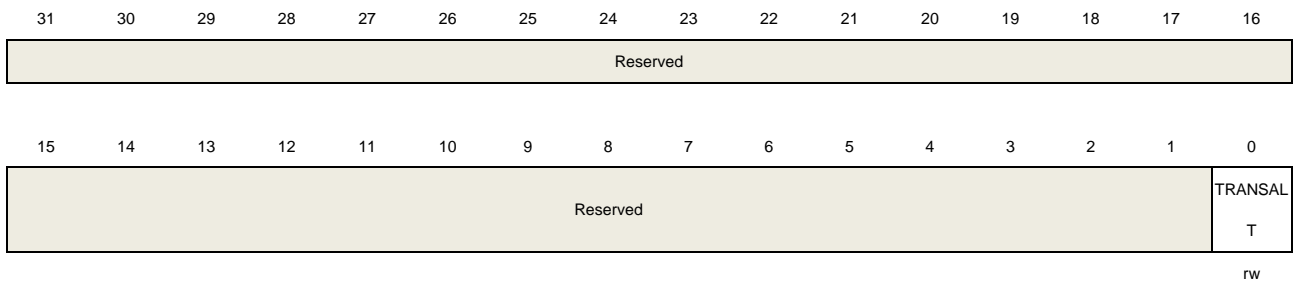 31 30 29 28 27 26 25 24 23 22 21 20 19 18 17 16
Reserved
15 14 13 12 11 10 9 8 7 6 5 4 3 2 1 0
Reserved
TRANSAL
T
rw